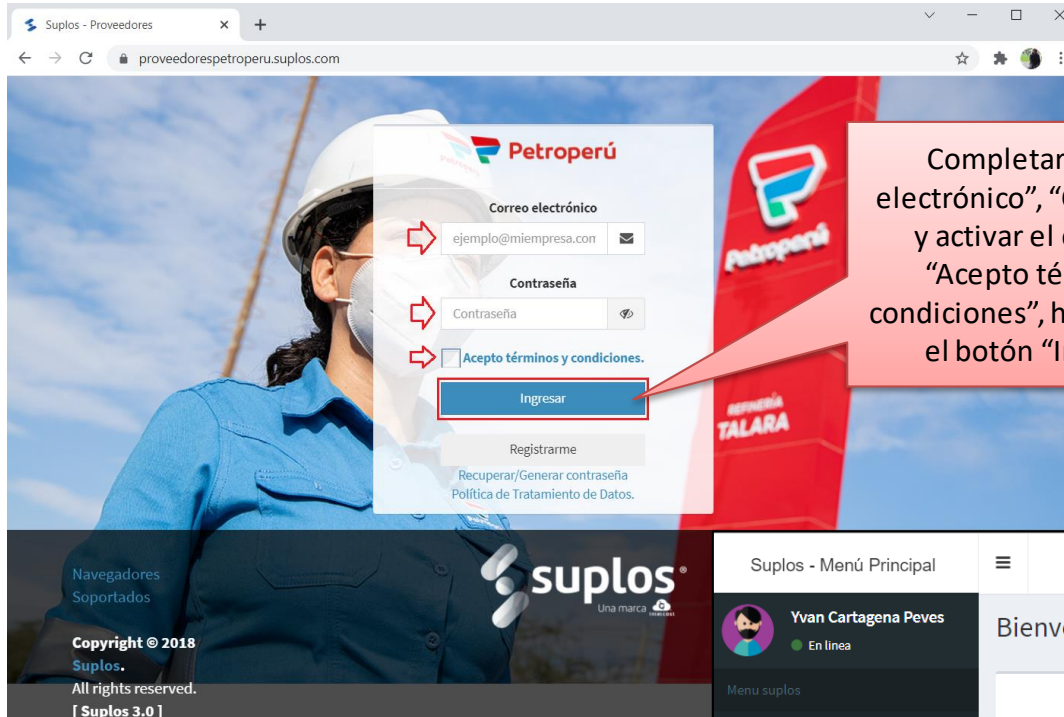 Suplos - Proveedores
proveedorespetroperu.suplos.com
Petroperú
Correo electrónico
ejemplo@miempresa.com
Contraseña
Contraseña
Acepto términos y condiciones.
Ingresar
Registrarme
Recuperar/Generar contraseña
Política de Tratamiento de Datos.
Petroperú
REFINERÍA
TALARA
Completar
electrónico”, “
y activar el
“Acepto té
condiciones”, h
el botón “I
Navegadores
Soportados
Copyright © 2018
Suplos.
All rights reserved.
[ Suplos 3.0 ]
suplos
Una marca
Suplos - Menú Principal
Yvan Cartagena Peves
En linea
Bienv
Menu suplos